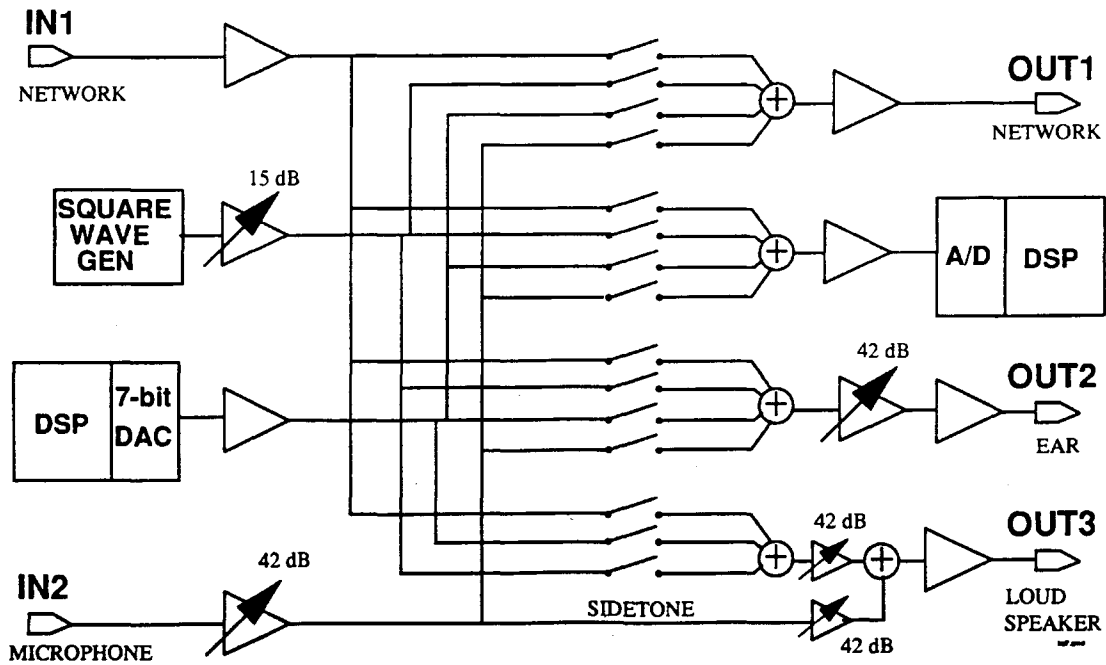 IN1
NETWORK
OUT1
NETWORK
15 dB
SQUARE
WAVE
GEN
A/D
DSP
42 dB
OUT2
EAR
DSP
7-bit
DAC
42 dB
OUT3
LOUD
SPEAKER
IN2
MICROPHONE
42 dB
SIDETONE
42 dB